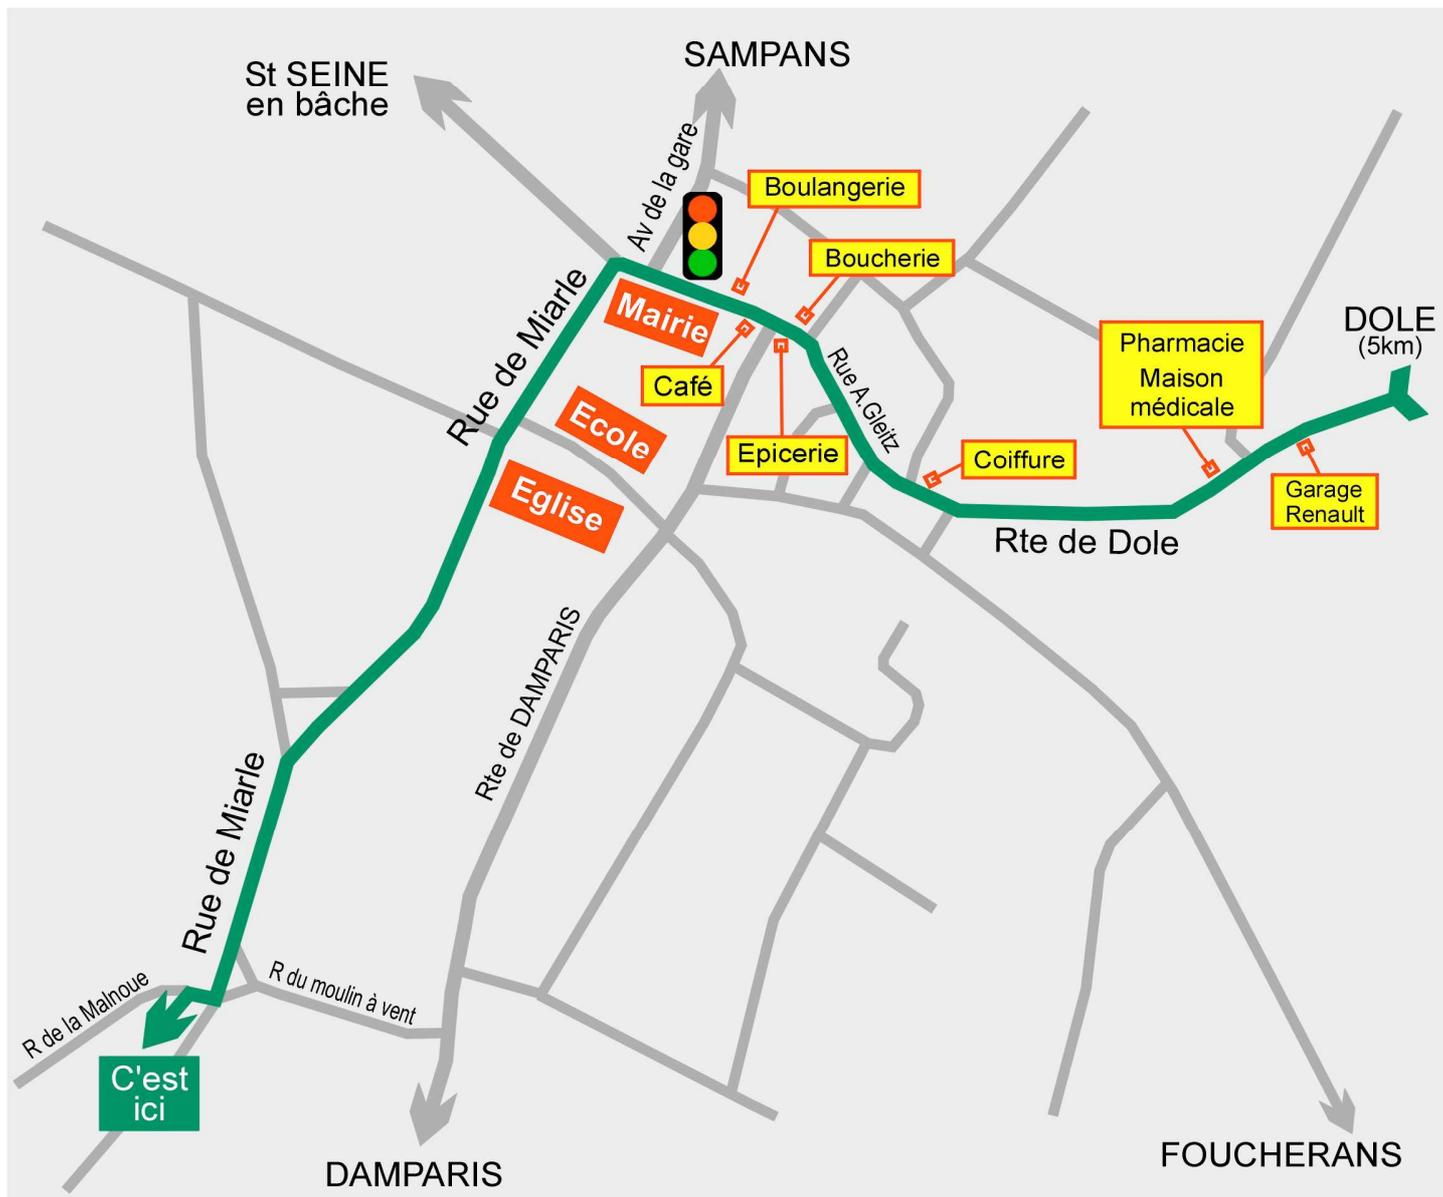 SAMPANS
St SEINE
en bâche
Av de la gare
Boulangerie
Boucherie
Rue de Miarle
Mairie
DOLE
(5km)
Pharmacie
Maison
médicale
Café
Rue A.Gleitz
Ecole
Epicerie
Coiffure
Eglise
Garage
Renault
Rte de Dole
Rte de DAMPARIS
Rue de Miarle
R de la Malnoue
R du moulin à vent
C'est
ici
DAMPARIS
FOUCHERANS